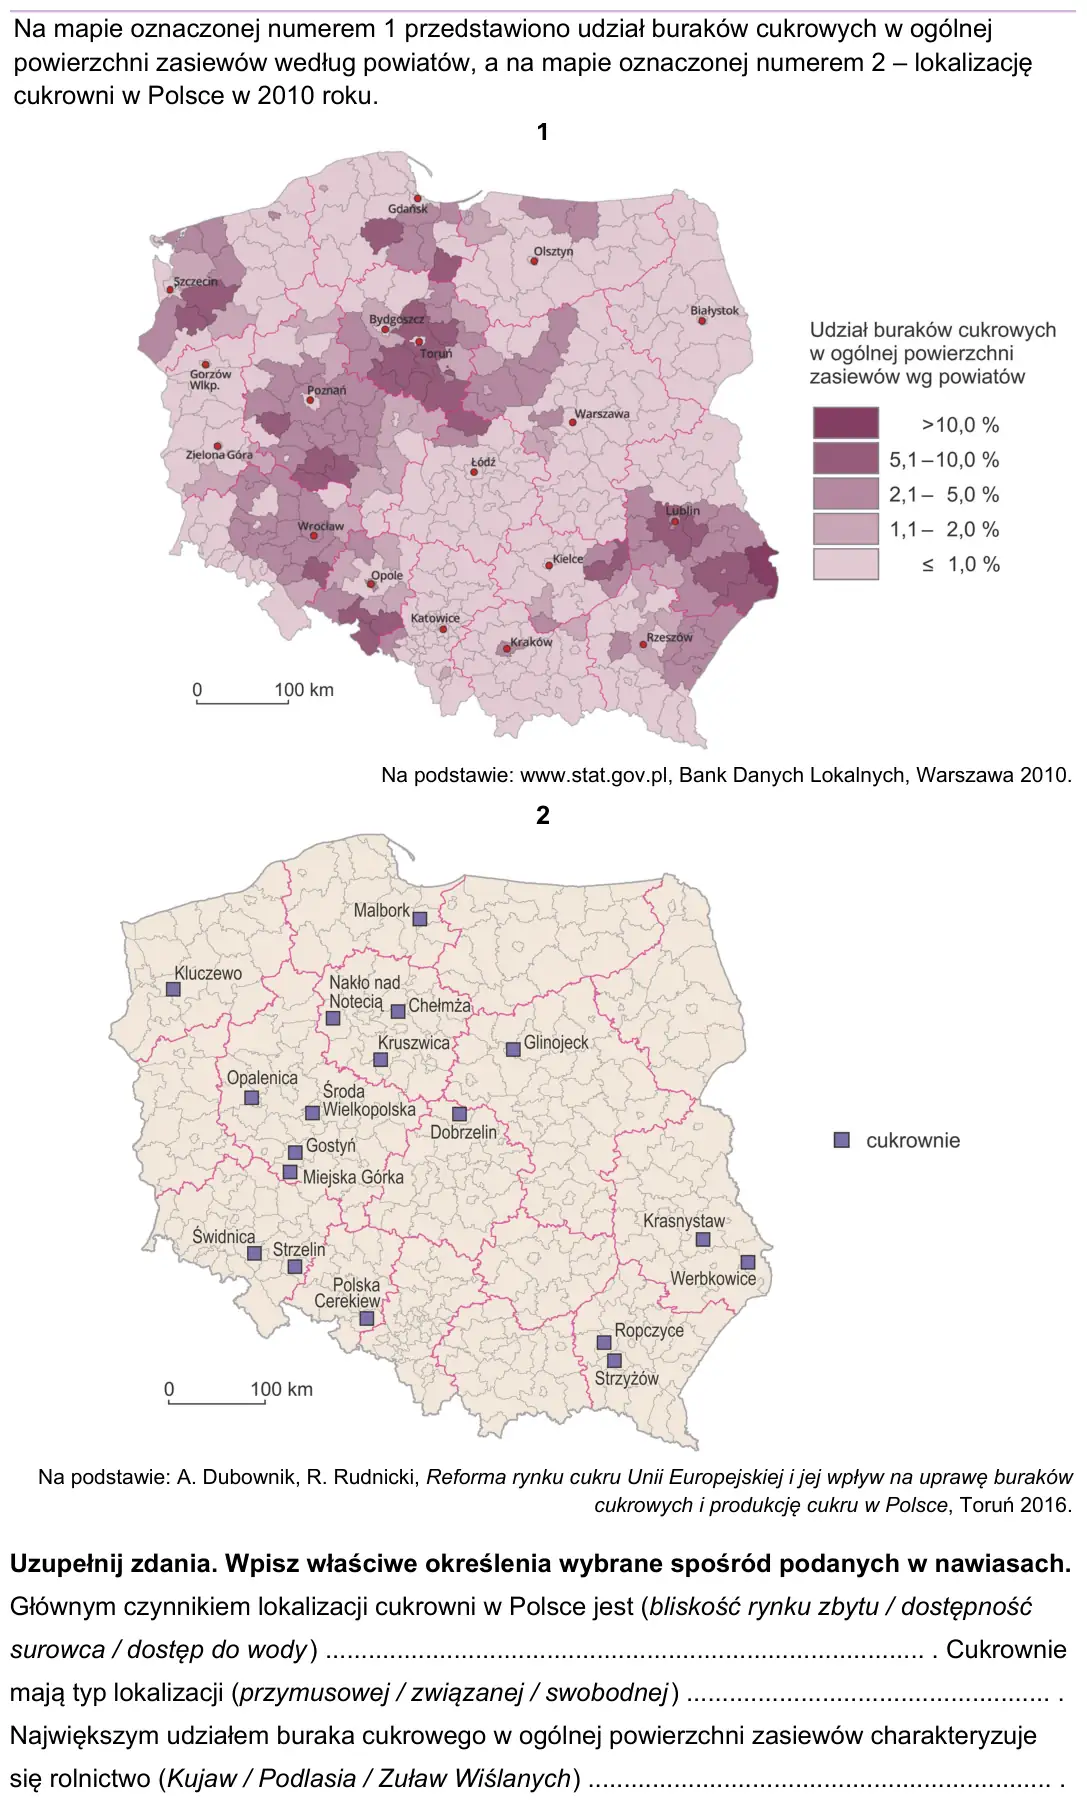 Na mapie oznaczonej numerem 1 przedstawiono udział buraków cukrowych w ogólnej
powierzchni zasiewów według powiatów, a na mapie oznaczonej numerem 2 – lokalizację
cukrowni w Polsce w 2010 roku.
1
Gdańsk
Olsztyn
Szczecin
Białystok
Bydgoszcz
Toruń
Gorzów
Wlkp.
Poznań
Warszawa
Zielona Góra
Łódź
Lublin
Wrocław
Kielce
Opole
Katowice
Kraków
Rzeszów
0 100 km
Udział buraków cukrowych
w ogólnej powierzchni
zasiewów wg powiatów
>10,0 %
5,1 – 10,0 %
2,1 – 5,0 %
1,1 – 2,0 %
≤ 1,0 %
Na podstawie: www.stat.gov.pl, Bank Danych Lokalnych, Warszawa 2010.
2
Malbork
Kluczewo
Nakło nad
Notecią
Chełmża
Kruszwica
Glinojeck
Opalenica
Środa
Wielkopolska
Dobrzelin
Gostyń
Miejska Górka
Krasnystaw
Świdnica
Strzelin
Werbkowice
Polska
Cerekiew
Ropczyce
Strzyżów
0 100 km
cukrownie
Na podstawie: A. Dubownik, R. Rudnicki, Reforma rynku cukru Unii Europejskiej i jej wpływ na uprawę buraków
cukrowych i produkcję cukru w Polsce, Toruń 2016.
Uzupełnij zdania. Wpisz właściwe określenia wybrane spośród podanych w nawiasach.
Głównym czynnikiem lokalizacji cukrowni w Polsce jest (bliskość rynku zbytu / dostępność
surowca / dostęp do wody) ................................................................................... . Cukrownie
mają typ lokalizacji (przymusowej / związanej / swobodnej) .................................................. .
Największym udziałem buraka cukrowego w ogólnej powierzchni zasiewów charakteryzuje
się rolnictwo (Kujaw / Podlasia / Żuław Wiślanych) ................................................................ .